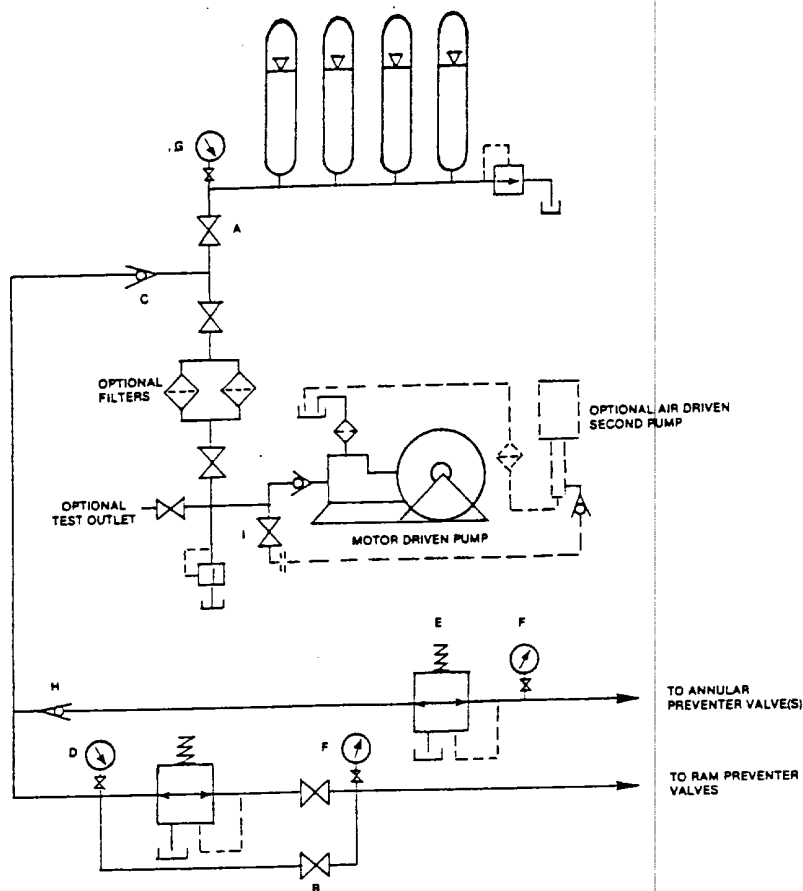 G
A
C
OPTIONAL
FILTERS
OPTIONAL AIR DRIVEN
SECOND PUMP
OPTIONAL
TEST OUTLET
I
MOTOR DRIVEN PUMP
E
F
H
TO ANNULAR
PREVENTER VALVE(S)
D
F
TO RAM PREVENTER
VALVES
B